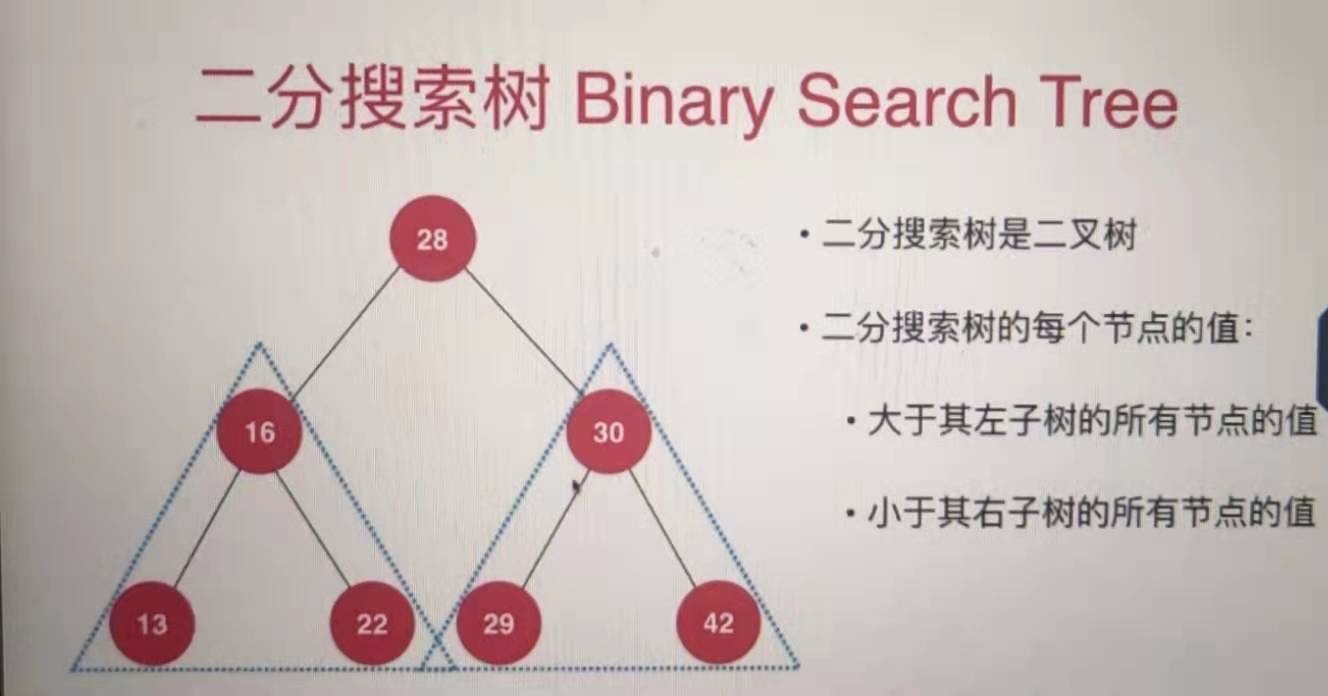 二分搜索树 Binary Search Tree
28
16
30
13
22
29
42
• 二分搜索树是二叉树
• 二分搜索树的每个节点的值:
• 大于其左子树的所有节点的值
• 小于其右子树的所有节点的值